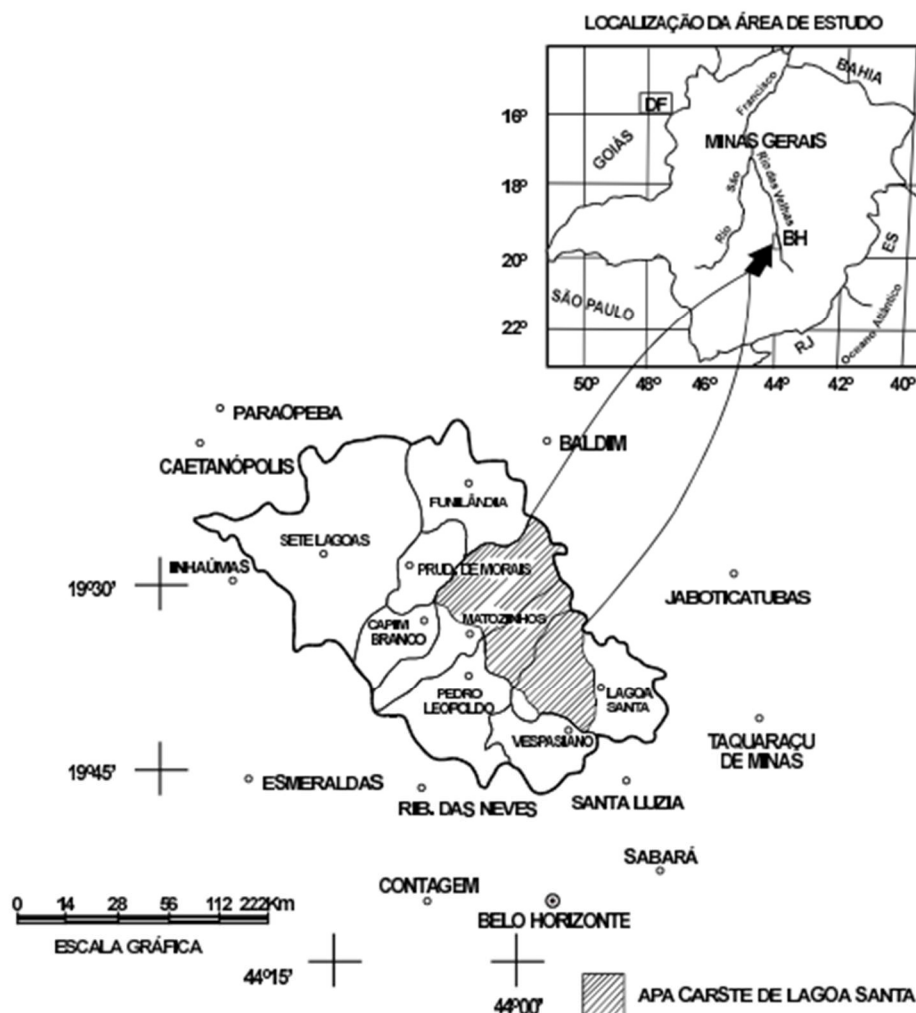 LOCALIZAÇÃO DA ÁREA DE ESTUDO
BAHIA
DF
Francisco
16º
GOIÁS
MINAS GERAIS
18º
São
Rio das Velhas
Rio
BH
ES
20º
SÃO PAULO
22º
RJ
Oceano Atlântico
50º 48º 46º 44º 42º 40º
PARAÓPEBA
CAETANÓPOLIS
BALDIM
FUNILÂNDIA
SETE LAGOAS
PRUD. DE MORAIS
INHAÚMAS
19º30'
JABOTICATUBAS
CAPIM
BRANCO
MATOZINHOS
PEDRO
LEOPOLDO
LAGOA
SANTA
VESPASIANO
TAQUARAÇU
DE MINAS
19º45'
ESMERALDAS
RIB. DAS NEVES
SANTA LUZIA
SABARÁ
CONTAGEM
BELO HORIZONTE
0 14 28 56 112 222Km
ESCALA GRÁFICA
44º15'
44º00'
APA CARSTE DE LAGOA SANTA